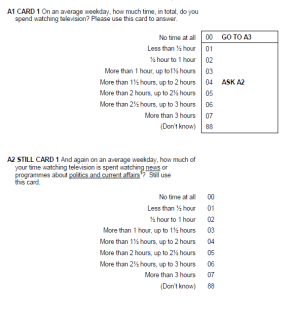 A1 CARD 1 On an average weekday, how much time, in total, do you
spend watching television? Please use this card to answer.
No time at all 00 GO TO A3
Less than ½ hour 01
½ hour to 1 hour 02
More than 1 hour, up to1½ hours 03
More than 1½ hours, up to 2 hours 04 ASK A2
More than 2 hours, up to 2½ hours 05
More than 2½ hours, up to 3 hours 06
More than 3 hours 07
(Don't know) 88
A2 STILL CARD 1 And again on an average weekday, how much of
your time watching television is spent watching news or
programmes about politics and current affairs? Still use
this card.
No time at all 00
Less than ½ hour 01
½ hour to 1 hour 02
More than 1 hour, up to 1½ hours 03
More than 1½ hours, up to 2 hours 04
More than 2 hours, up to 2½ hours 05
More than 2½ hours, up to 3 hours 06
More than 3 hours 07
(Don't know) 88